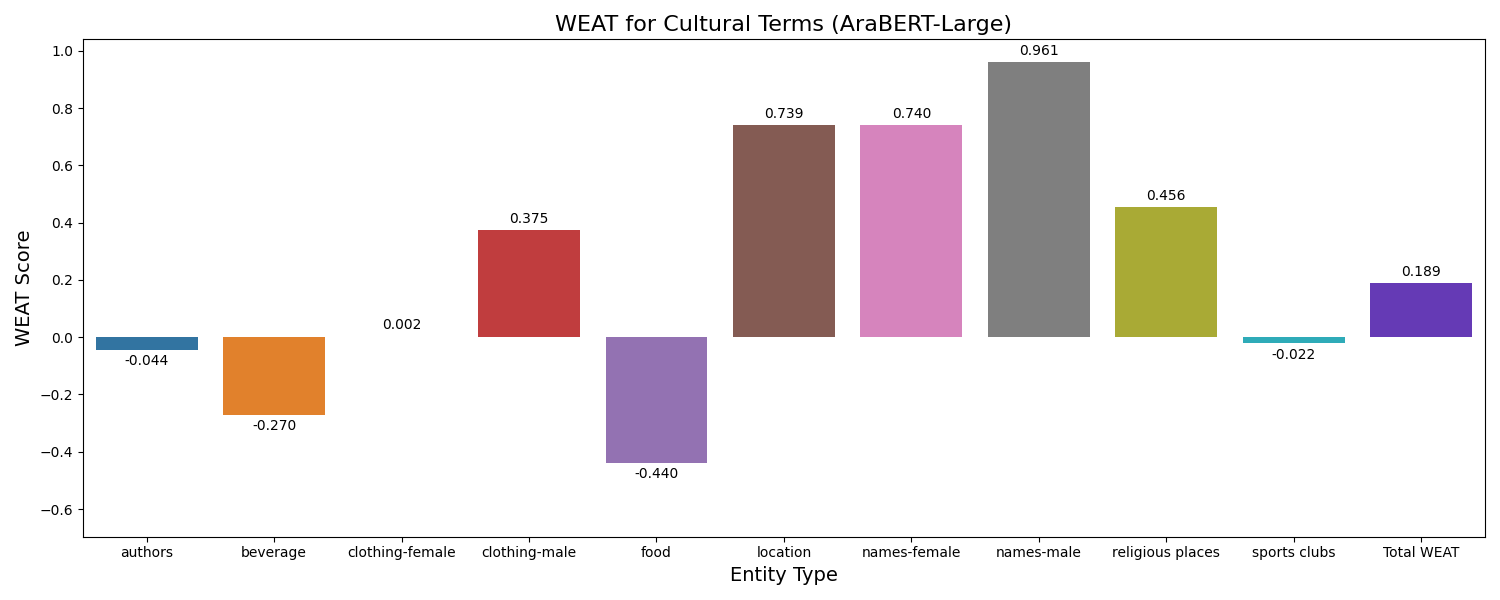 WEAT for Cultural Terms (AraBERT-Large)
WEAT Score
1.0
0.8
0.6
0.4
0.2
0.0
−0.2
−0.4
−0.6
-0.044
-0.270
0.002
0.375
-0.440
0.739
0.740
0.961
0.456
-0.022
0.189
authors
beverage
clothing-female
clothing-male
food
location
names-female
names-male
religious places
sports clubs
Total WEAT
Entity Type